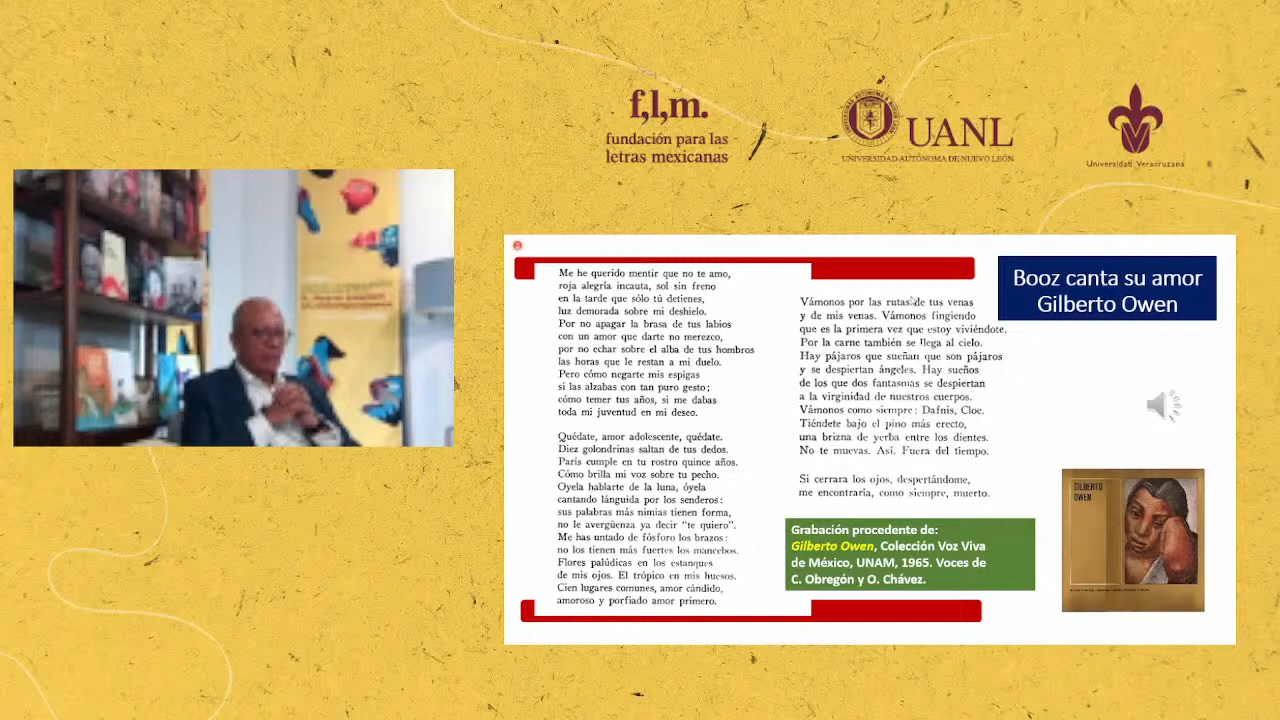 f,l,m.
fundación para las
letras mexicanas
UANL
UNIVERSIDAD AUTÓNOMA DE NUEVO LEÓN
Universidad Veracruzana
Booz canta su amor
Gilberto Owen
Me he querido mentir que no te amo,
roja alegría incauta, sol sin freno
en la tarde que sólo tú detienes,
luz demorada sobre mi deshielo.
Por no apagar la brasa de tus labios
con un amor que darte no merezco,
por no echar sobre el alba de tus hombros
las horas que le restan a mi duelo.
Pero cómo negarte mis espigas
si las alzabas con tan puro gesto;
cómo temer tus años, si me dabas
toda mi juventud en mi deseo.
Quédate, amor adolescente, quédate.
Diez golondrinas saltan de tus dedos.
París cumple en tu rostro quince años.
Cómo brilla mi voz sobre tu pecho.
Oyela hablarte de la luna, óyela
cantando lánguida por los senderos:
sus palabras más nimias tienen forma,
no le avergüenza ya decir "te quiero".
Me has untado de fósforo los brazos:
no los tienen más fuertes los mancebos.
Flores palúdicas en los estanques
de mis ojos. El trópico en mis huesos.
Cien lugares comunes, amor cándido,
amoroso y porfiado amor primero.
Vámonos por las rutas de tus venas
y de mis venas. Vámonos fingiendo
que es la primera vez que estoy viviéndote.
Por la carne también se llega al cielo.
Hay pájaros que sueñan que son pájaros
y se despiertan ángeles. Hay sueños
de los que dos fantasmas se despiertan
a la virginidad de nuestros cuerpos.
Vámonos como siempre: Dafnis, Cloe.
Tiéndete bajo el pino más erecto,
una brizna de yerba entre los dientes.
No te muevas. Así. Fuera del tiempo.
Si cerrara los ojos, despertándome,
me encontraría, como siempre, muerto.
Grabación procedente de:
Gilberto Owen, Colección Voz Viva
de México, UNAM, 1965. Voces de
C. Obregón y O. Chávez.
GILBERTO
OWEN